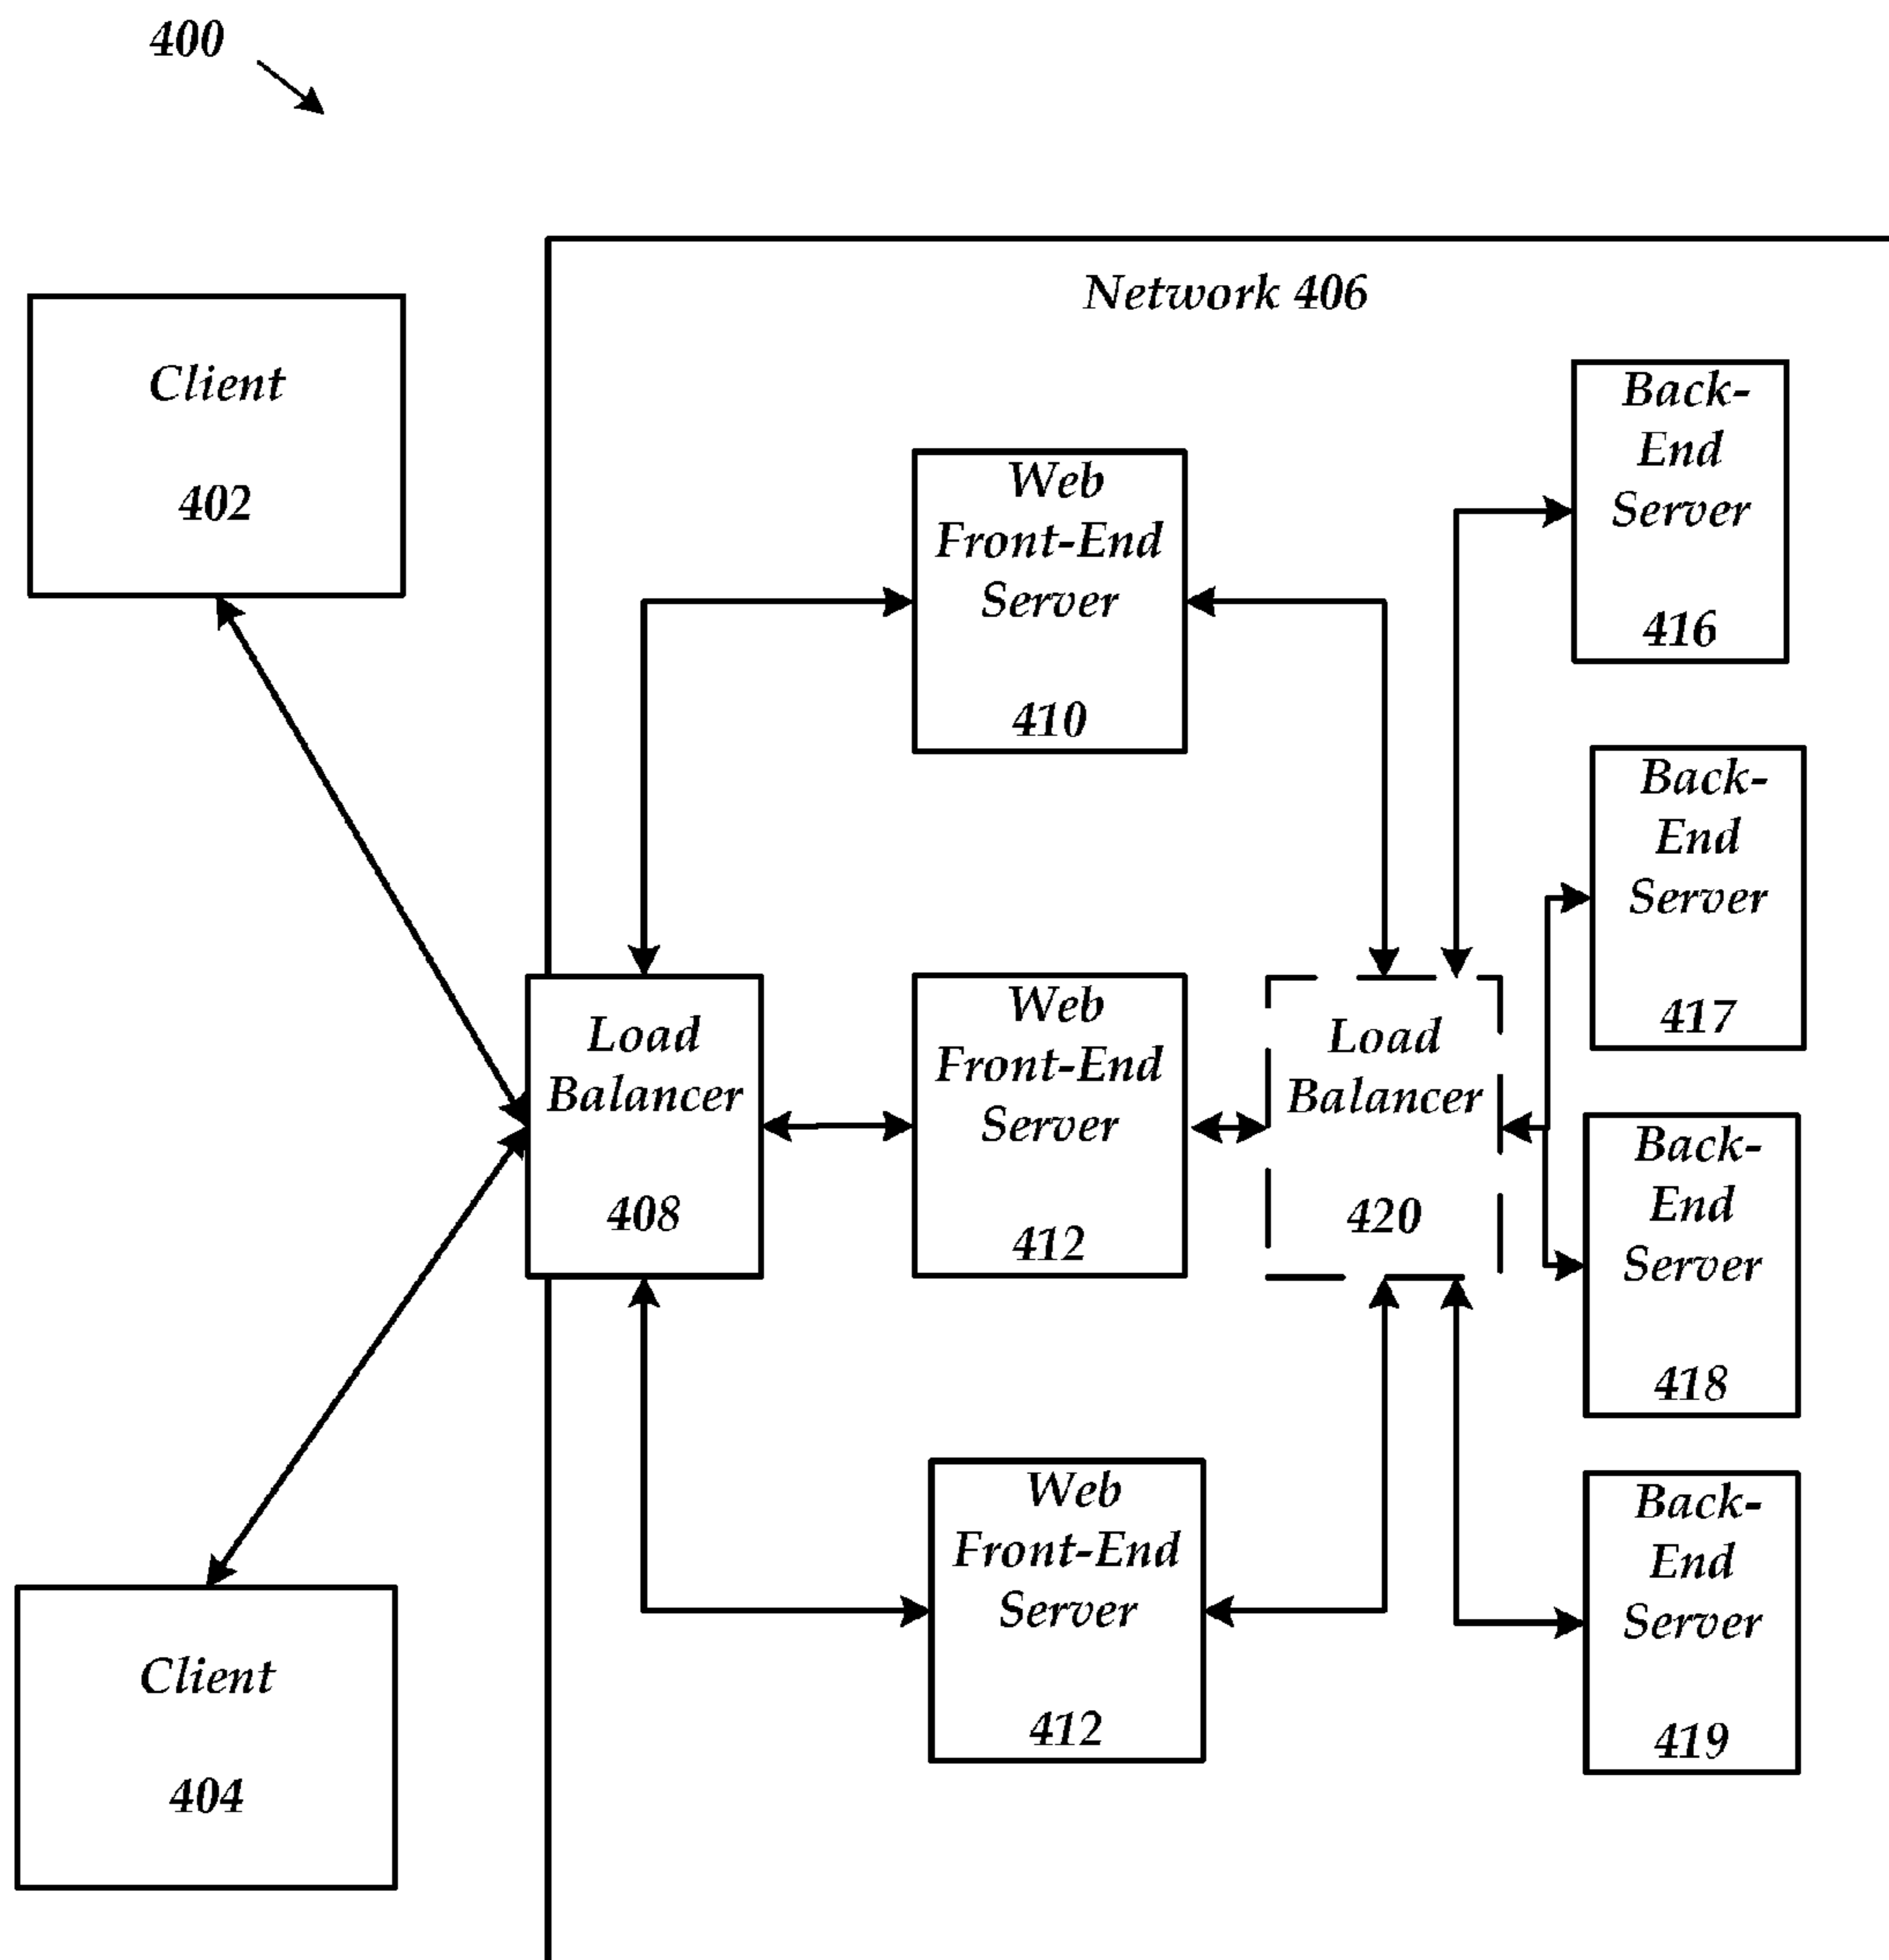 400
Network 406
Client
402
Web
Front-End
Server
410
Back-
End
Server
416
Back-
End
Server
417
Load
Balancer
408
Web
Front-End
Server
412
Load
Balancer
420
Back-
End
Server
418
Web
Front-End
Server
412
Back-
End
Server
419
Client
404